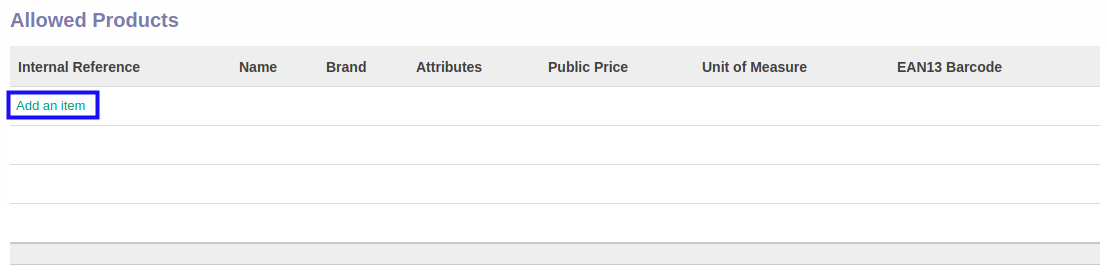 Allowed Products
Internal Reference Name Brand Attributes Public Price Unit of Measure EAN13 Barcode
Add an item